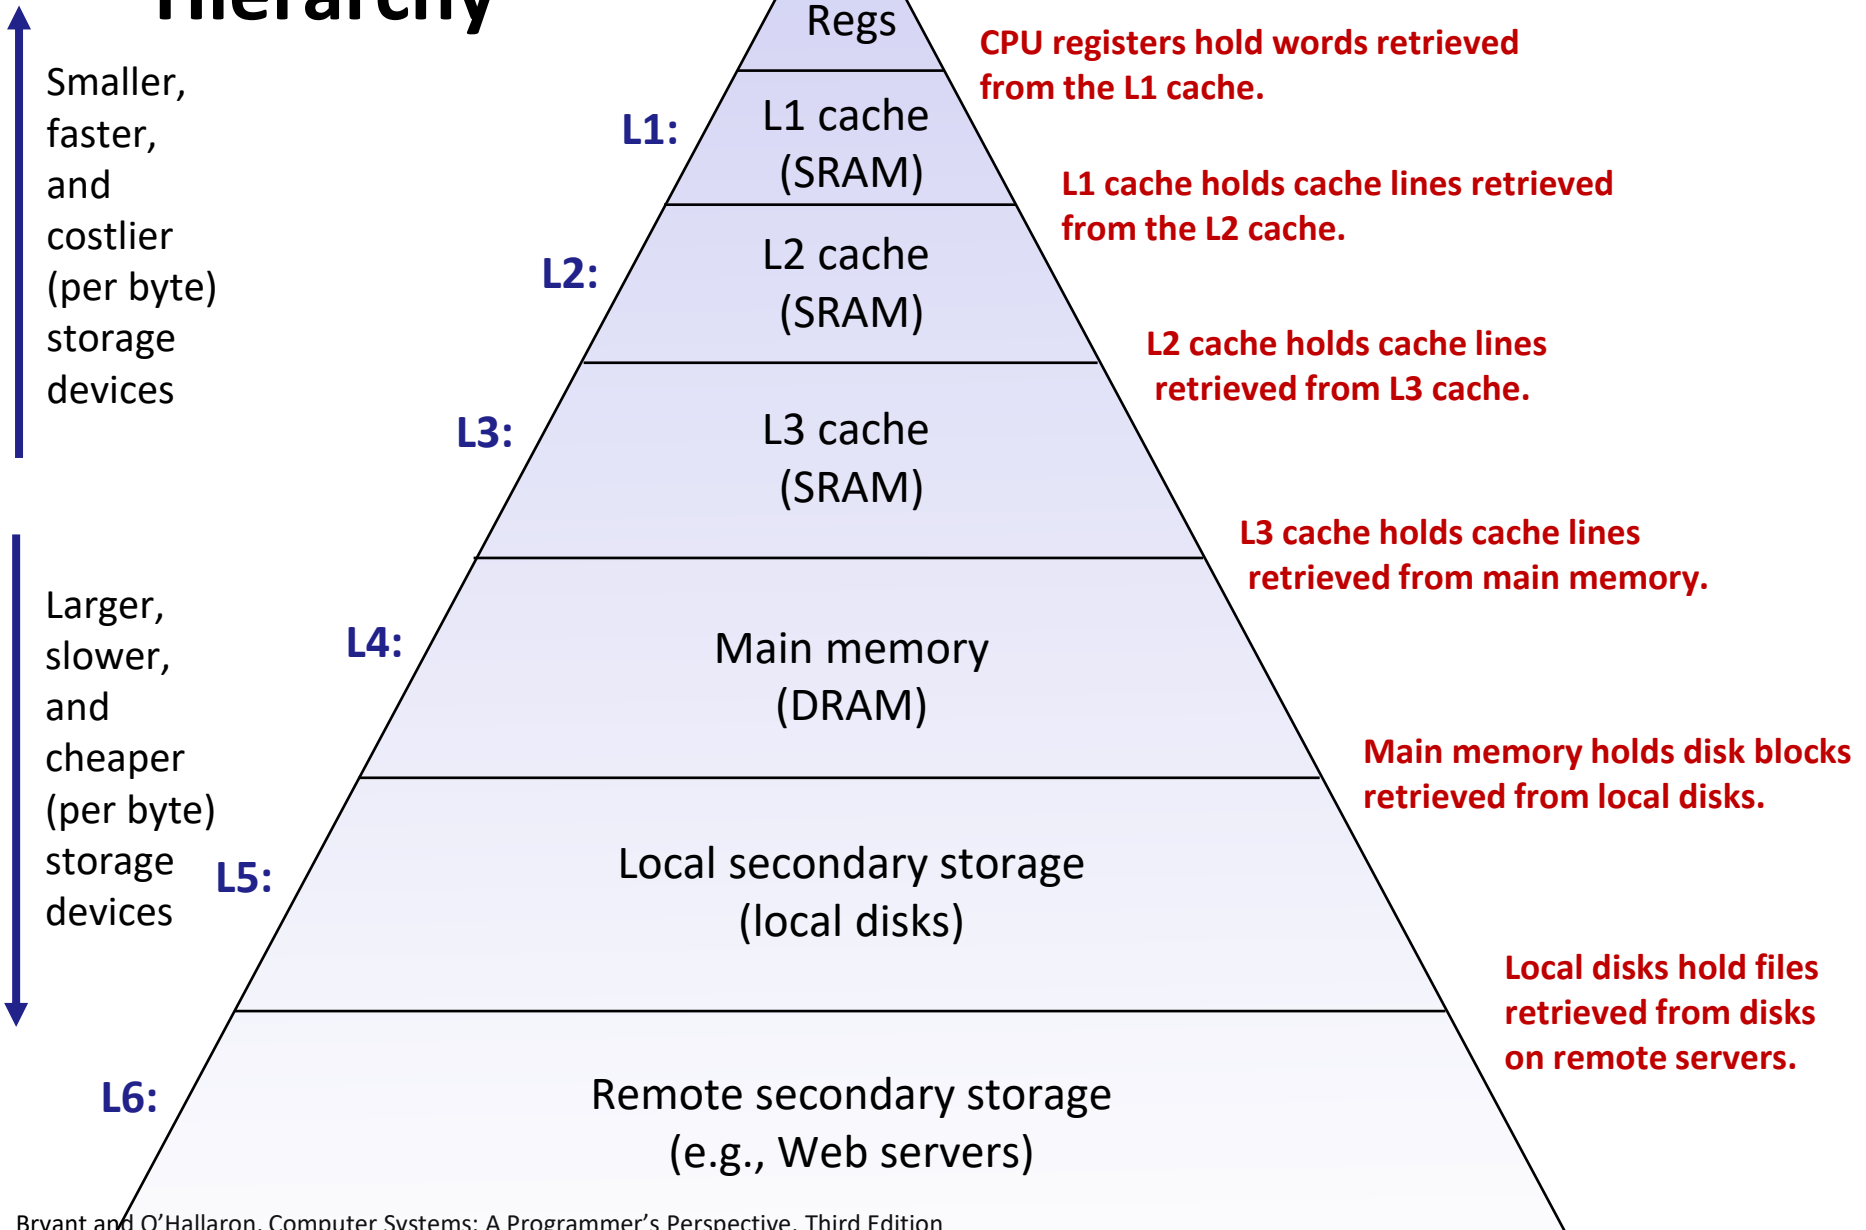 Hierarchy
Regs
CPU registers hold words retrieved
from the L1 cache.
Smaller,
faster,
and
costlier
(per byte)
storage
devices
L1:
L1 cache
(SRAM)
L1 cache holds cache lines retrieved
from the L2 cache.
L2:
L2 cache
(SRAM)
L2 cache holds cache lines
retrieved from L3 cache.
L3:
L3 cache
(SRAM)
L3 cache holds cache lines
retrieved from main memory.
Larger,
slower,
and
cheaper
(per byte)
storage
devices
L4:
Main memory
(DRAM)
Main memory holds disk blocks
retrieved from local disks.
L5:
Local secondary storage
(local disks)
Local disks hold files
retrieved from disks
on remote servers.
L6:
Remote secondary storage
(e.g., Web servers)
Bryant and O'Hallaron, Computer Systems: A Programmer's Perspective, Third Edition